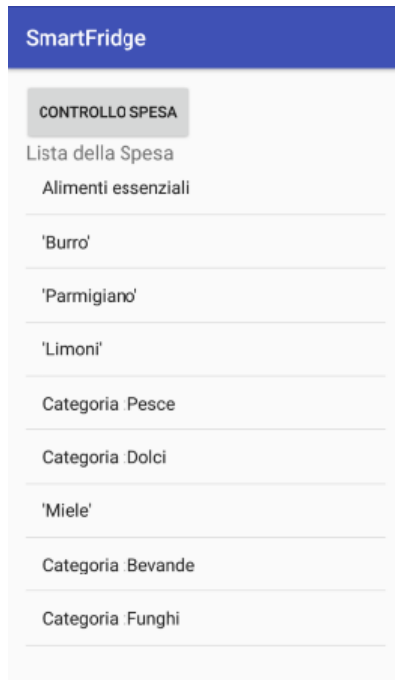 SmartFridge
CONTROLLO SPESA
Lista della Spesa
Alimenti essenziali
'Burro'
'Parmigiano'
'Limoni'
Categoria :Pesce
Categoria :Dolci
'Miele'
Categoria :Bevande
Categoria :Funghi